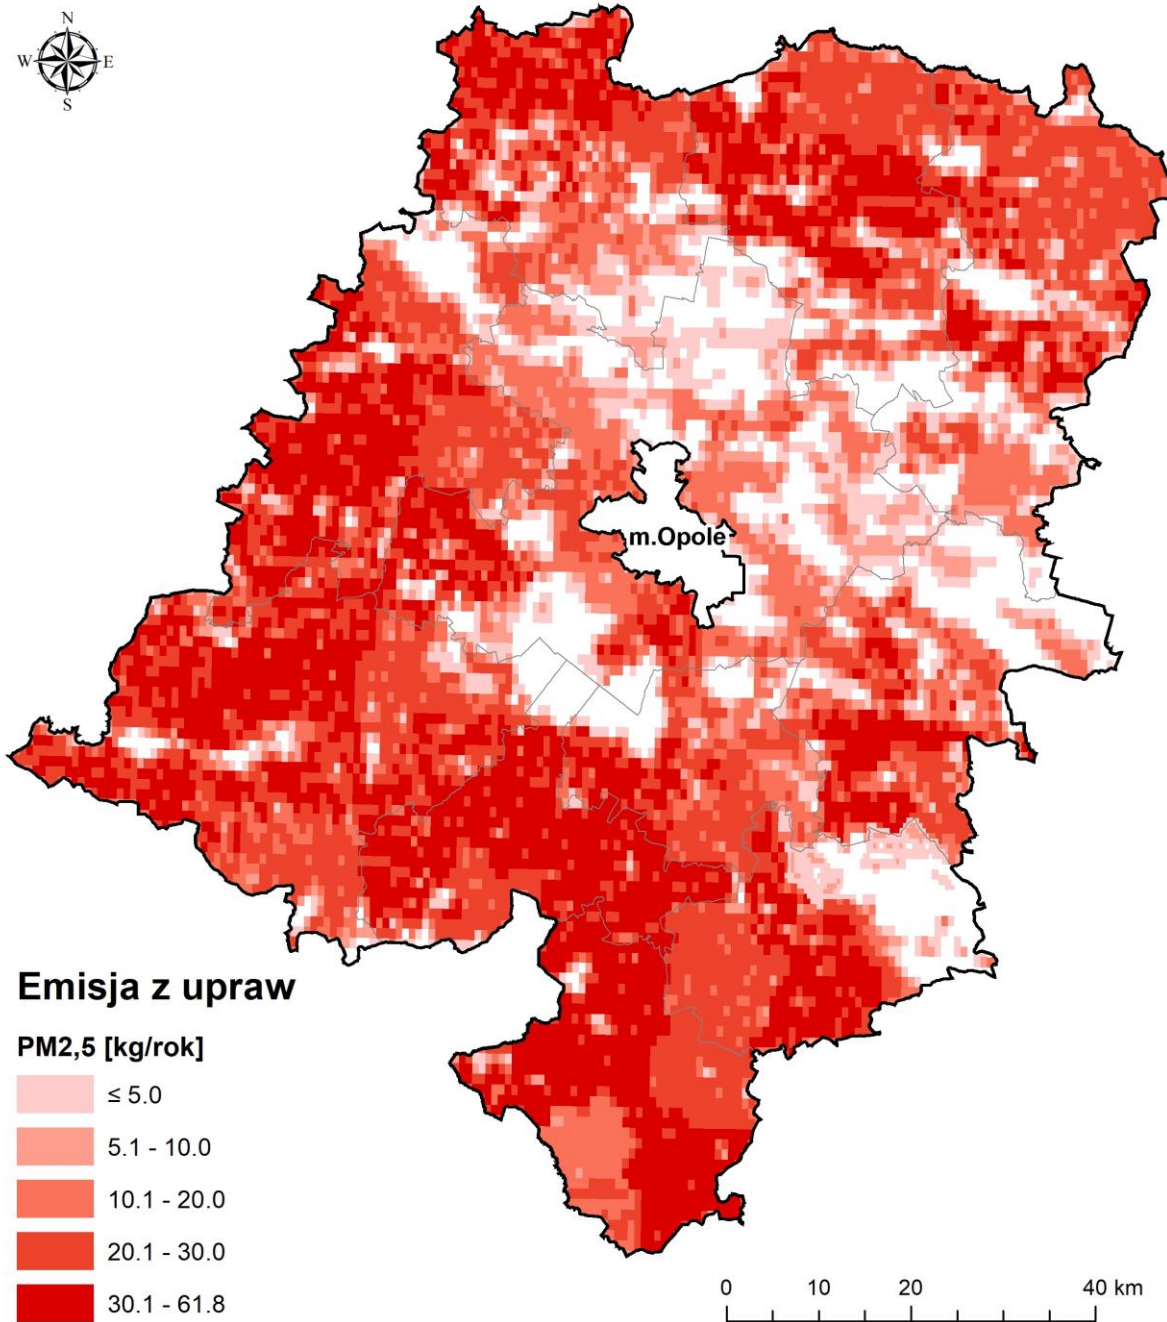 N
W E
S
m.Opole
Emisja z upraw
PM2,5 [kg/rok]
≤ 5.0
5.1 - 10.0
10.1 - 20.0
20.1 - 30.0
30.1 - 61.8
0 10 20 40 km